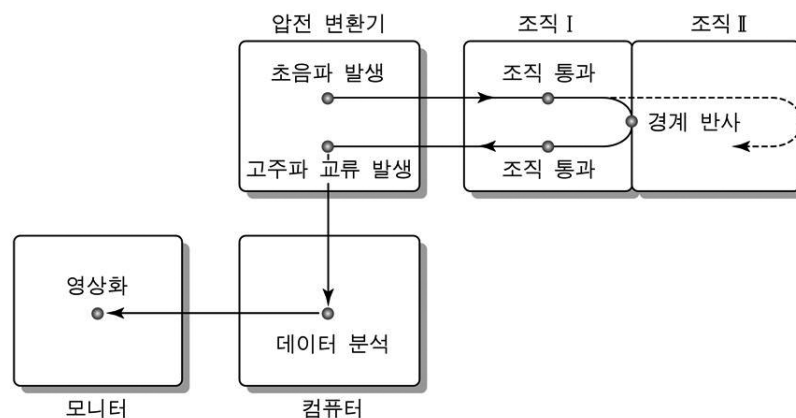 압전 변환기
조직 Ⅰ
조직 Ⅱ
초음파 발생
조직 통과
경계 반사
고주파 교류 발생
조직 통과
영상화
데이터 분석
모니터
컴퓨터